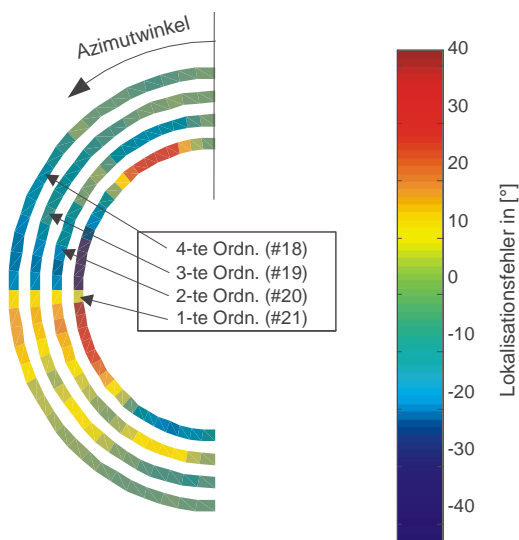 Azimutwinkel
4-te Ordn. (#18)
3-te Ordn. (#19)
2-te Ordn. (#20)
1-te Ordn. (#21)
40
30
20
10
0
-10
-20
-30
-40
Lokalisationsfehler in [°]